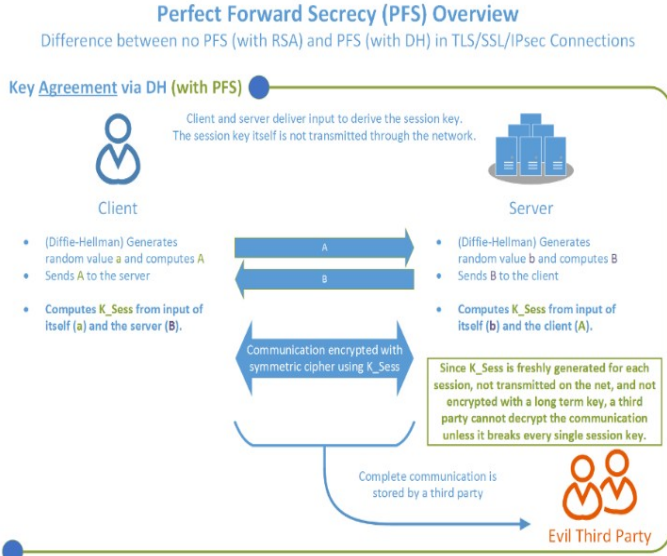 Perfect Forward Secrecy (PFS) Overview
Difference between no PFS (with RSA) and PFS (with DH) in TLS/SSL/IPsec Connections
Key Agreement via DH (with PFS)
Client and server deliver input to derive the session key.
The session key itself is not transmitted through the network.
Client
Server
• (Diffie-Hellman) Generates
random value a and computes A
• Sends A to the server
• Computes K_Sess from input of
itself (a) and the server (B).
A
B
• (Diffie-Hellman) Generates
random value b and computes B
• Sends B to the client
• Computes K_Sess from input of
itself (b) and the client (A).
Communication encrypted with
symmetric cipher using K_Sess
Since K_Sess is freshly generated for each
session, not transmitted on the net, and not
encrypted with a long term key, a third
party cannot decrypt the communication
unless it breaks every single session key.
Complete communication is
stored by a third party
Evil Third Party